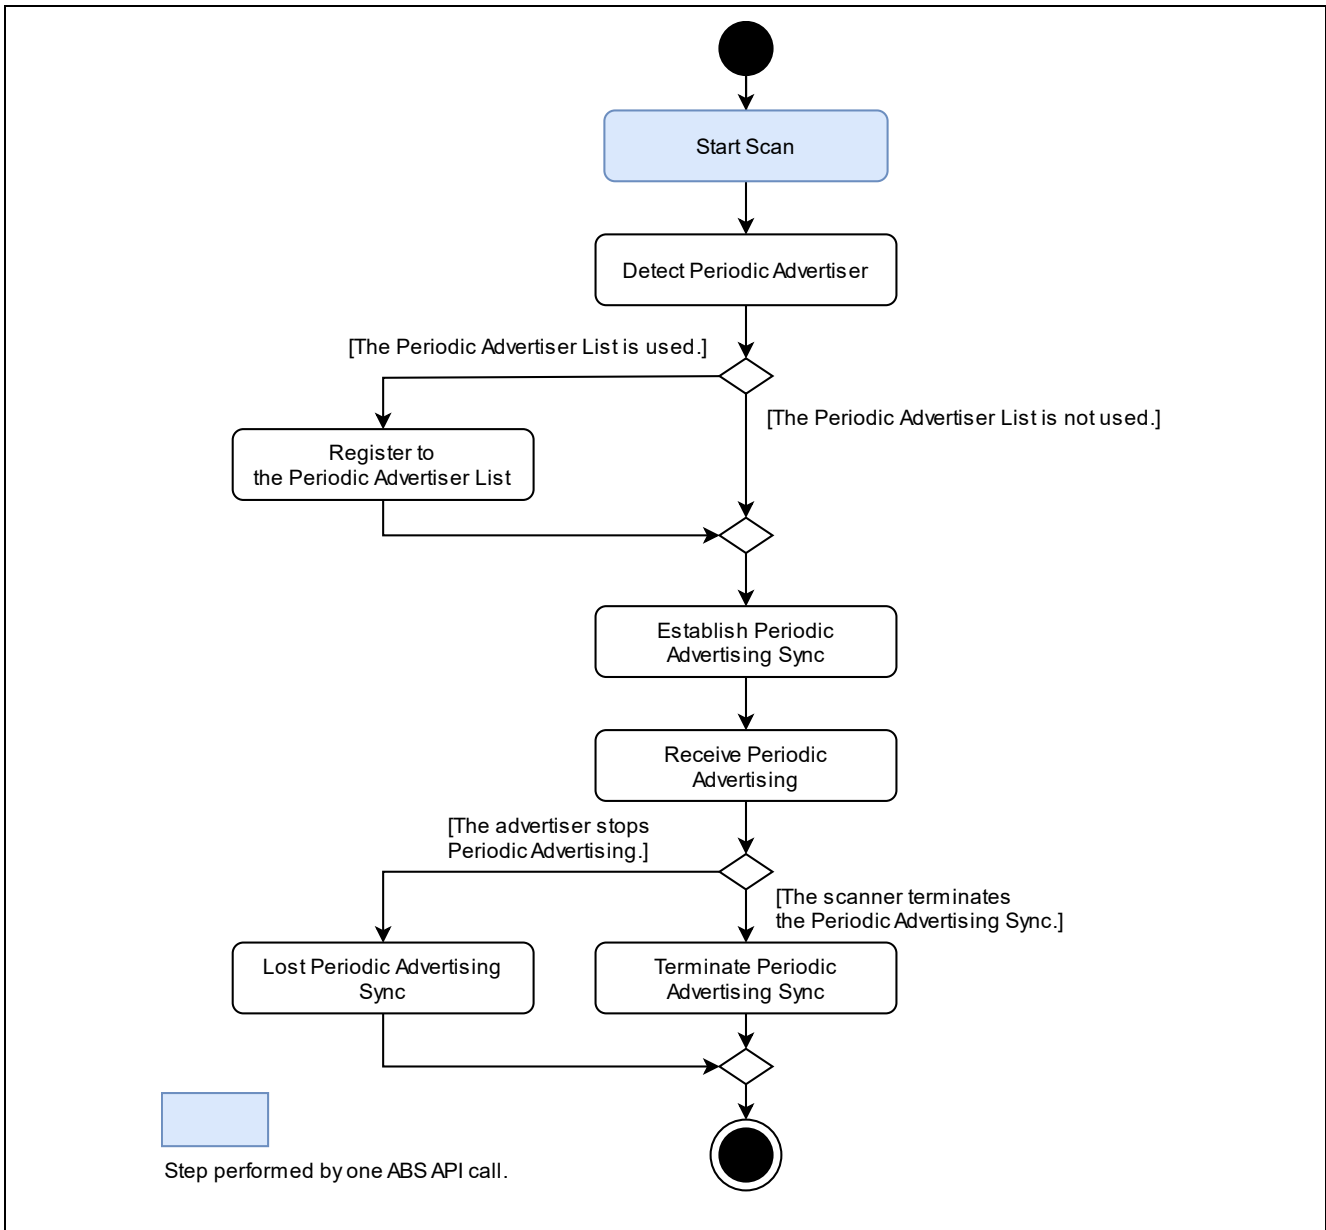 Start Scan
Detect Periodic Advertiser
[The Periodic Advertiser List is used.]
[The Periodic Advertiser List is not used.]
Register to
the Periodic Advertiser List
Establish Periodic
Advertising Sync
Receive Periodic
Advertising
[The advertiser stops
Periodic Advertising.]
[The scanner terminates
the Periodic Advertising Sync.]
Lost Periodic Advertising
Sync
Terminate Periodic
Advertising Sync
Step performed by one ABS API call.